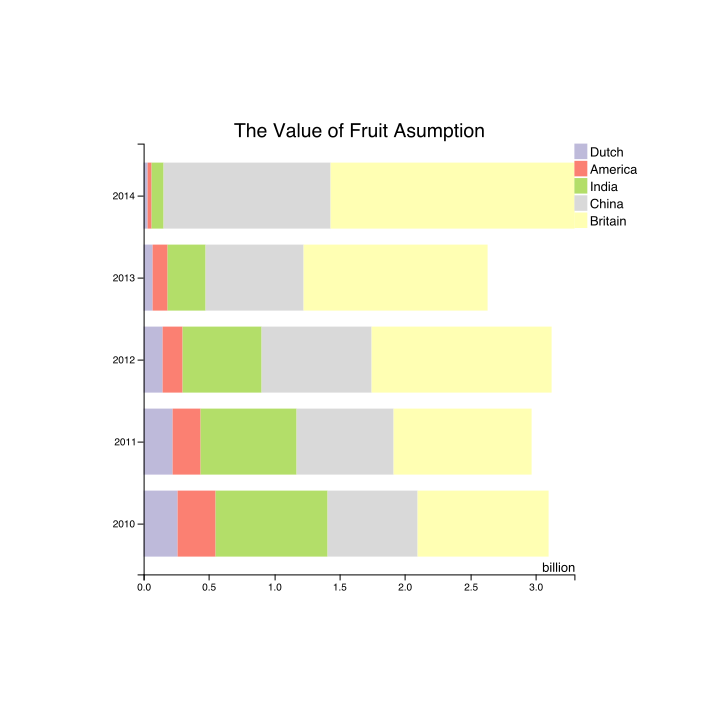 The Value of Fruit Asumption
Dutch
America
India
China
Britain
2014
2013
2012
2011
2010
billion
0.0 0.5 1.0 1.5 2.0 2.5 3.0